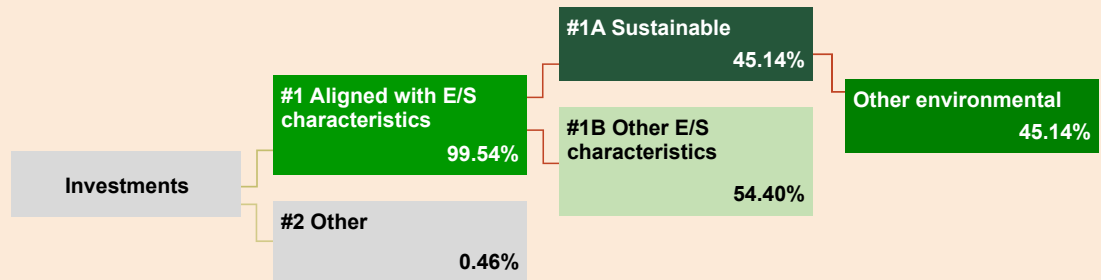 Investments
#1 Aligned with E/S
characteristics
99.54%
#2 Other
0.46%
#1A Sustainable
45.14%
#1B Other E/S
characteristics
54.40%
Other environmental
45.14%